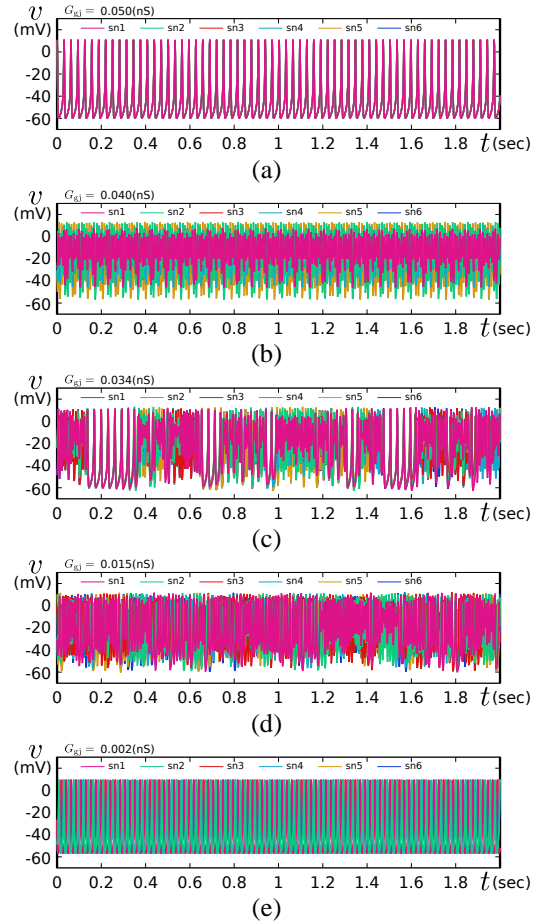 v G_gj = 0.050(nS)
(mV) sn1 sn2 sn3 sn4 sn5 sn6
0
-20
-40
-60
0 0.2 0.4 0.6 0.8 1 1.2 1.4 1.6 1.8 t (sec)
(a)
v G_gj = 0.040(nS)
(mV) sn1 sn2 sn3 sn4 sn5 sn6
0
-20
-40
-60
0 0.2 0.4 0.6 0.8 1 1.2 1.4 1.6 1.8 t (sec)
(b)
v G_gj = 0.034(nS)
(mV) sn1 sn2 sn3 sn4 sn5 sn6
0
-20
-40
-60
0 0.2 0.4 0.6 0.8 1 1.2 1.4 1.6 1.8 t (sec)
(c)
v G_gj = 0.015(nS)
(mV) sn1 sn2 sn3 sn4 sn5 sn6
0
-20
-40
-60
0 0.2 0.4 0.6 0.8 1 1.2 1.4 1.6 1.8 t (sec)
(d)
v G_gj = 0.002(nS)
(mV) sn1 sn2 sn3 sn4 sn5 sn6
0
-20
-40
-60
0 0.2 0.4 0.6 0.8 1 1.2 1.4 1.6 1.8 t (sec)
(e)